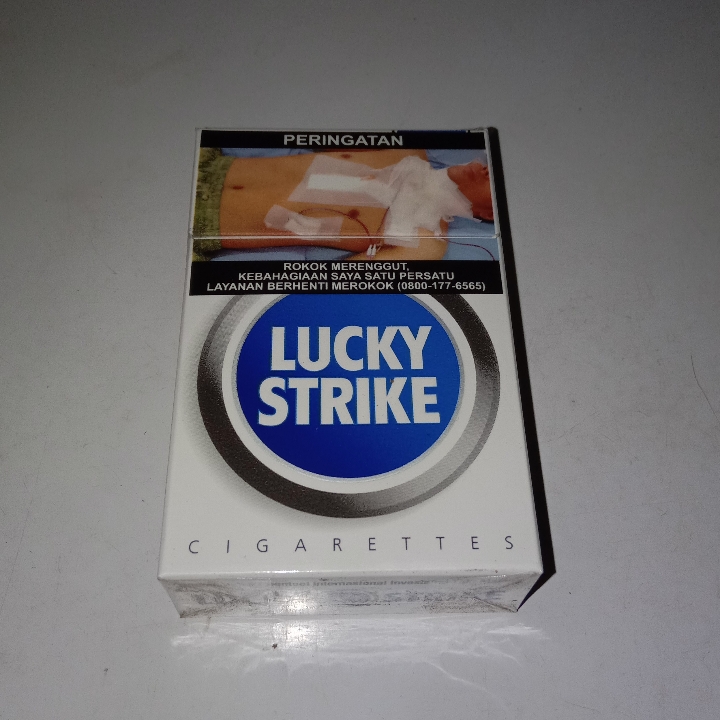 PERINGATAN
ROKOK MERENGGUT,
KEBAHAGIAAN SAYA SATU PERSATU
LAYANAN BERHENTI MEROKOK (0800-177-6565)
LUCKY
STRIKE
CIGARETTES